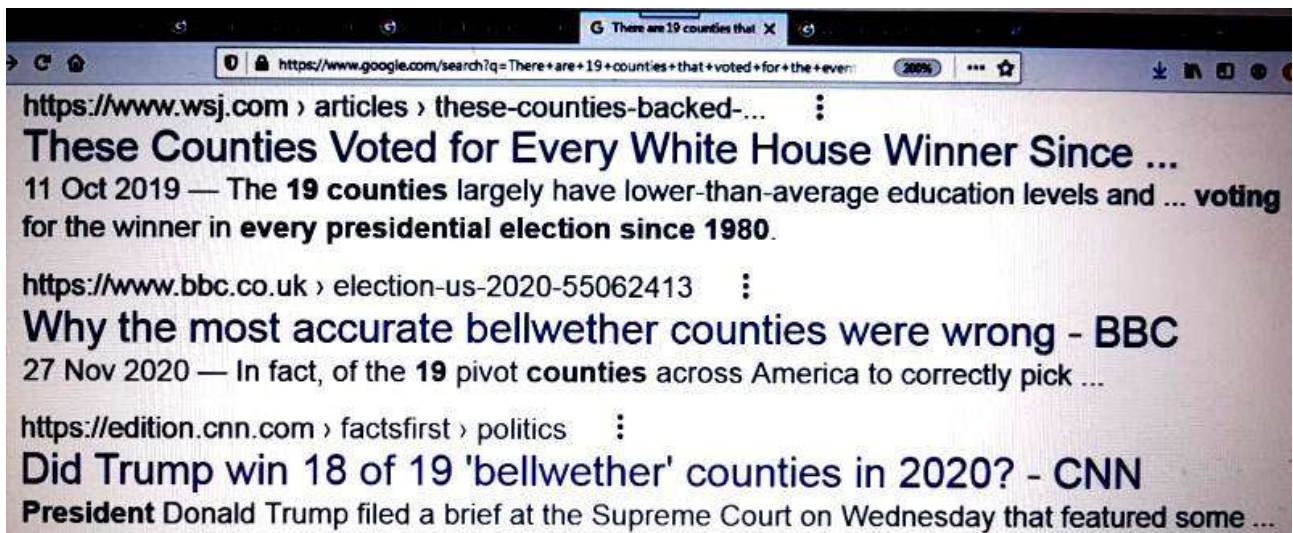 There are 19 counties that
https://www.google.com/search?q=There+are+19+counties+that+voted+for+the+even
200%
https://www.wsj.com › articles › these-counties-backed-...
These Counties Voted for Every White House Winner Since ...
11 Oct 2019 — The 19 counties largely have lower-than-average education levels and ... voting
for the winner in every presidential election since 1980.
https://www.bbc.co.uk › election-us-2020-55062413
Why the most accurate bellwether counties were wrong - BBC
27 Nov 2020 — In fact, of the 19 pivot counties across America to correctly pick ...
https://edition.cnn.com › factsfirst › politics
Did Trump win 18 of 19 'bellwether' counties in 2020? - CNN
President Donald Trump filed a brief at the Supreme Court on Wednesday that featured some ...